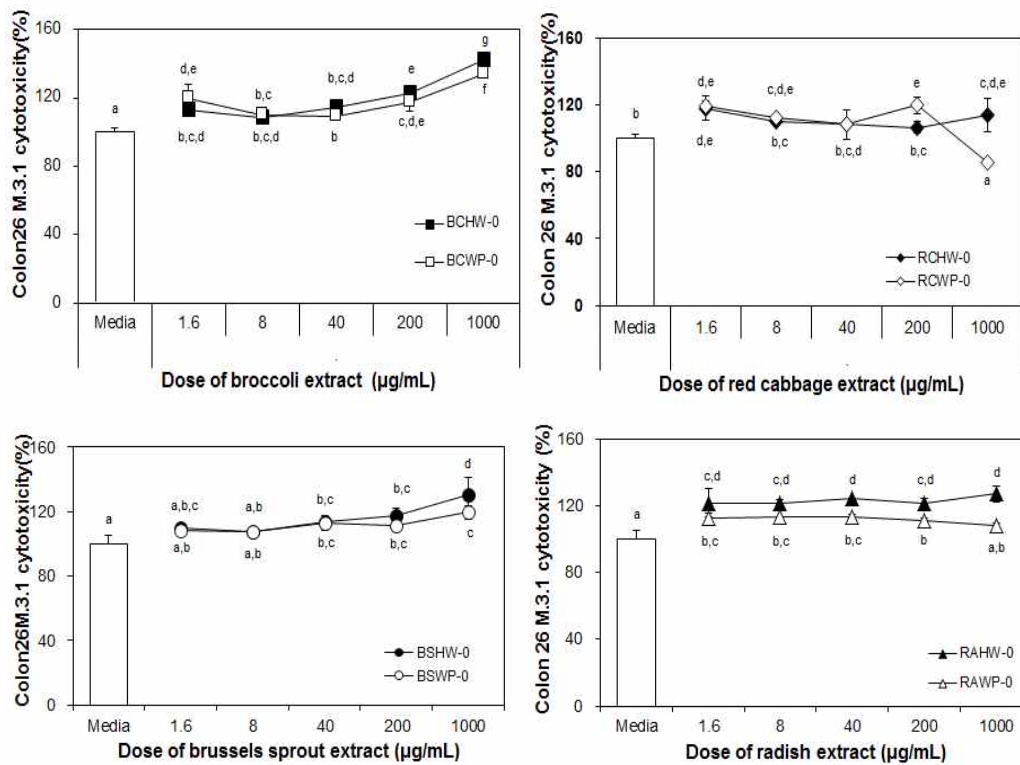 Colon26 M.3.1 cytotoxicity(%)
160
120
80
40
0
a
d,e
b,c
b,c,d
e
g
b,c,d
b,c,d
b
c,d,e
f
BCHW-0
BCWP-0
Media
1.6
8
40
200
1000
Dose of broccoli extract (µg/mL)
Colon 26 M.3.1 cytotoxicity (%)
160
120
80
40
0
b
d,e
c,d,e
e
c,d,e
d,e
b,c
b,c,d
b,c
a
RCHW-0
RCWP-0
Media
1.6
8
40
200
1000
Dose of red cabbage extract (µg/mL)
Colon26M.3.1 cytotoxicity(%)
160
120
80
40
0
a
a,b,c
a,b
b,c
b,c
d
a,b
a,b
b,c
b,c
c
BSHW-0
BSWP-0
Media
1.6
8
40
200
1000
Dose of brussels sprout extract (µg/mL)
Colon 26 M.3.1 cytotoxicity (%)
160
120
80
40
0
a
c,d
c,d
d
c,d
d
b,c
b,c
b,c
b
a,b
RAHW-0
RAWP-0
Media
1.6
8
40
200
1000
Dose of radish extract (µg/mL)